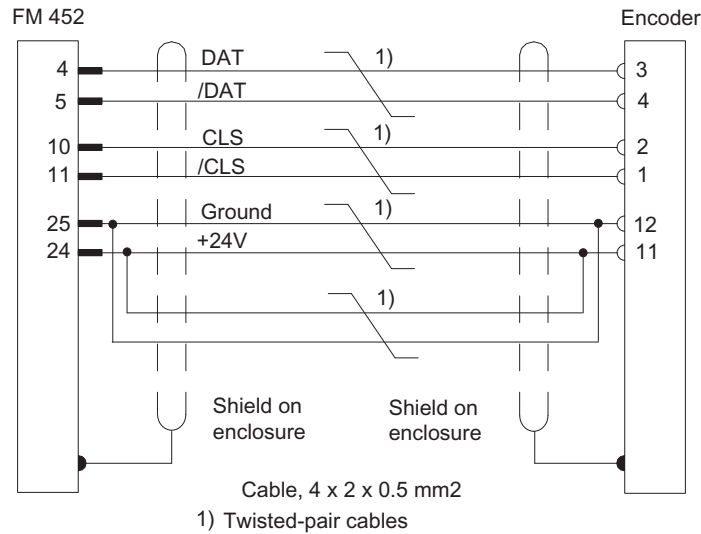 FM 452
Encoder
4 DAT 1) 3
5 /DAT 4
10 CLS 1) 2
11 /CLS 1
25 Ground 1) 12
24 +24V 11
1)
Shield on Shield on
enclosure enclosure
Cable, 4 x 2 x 0.5 mm2
1) Twisted-pair cables